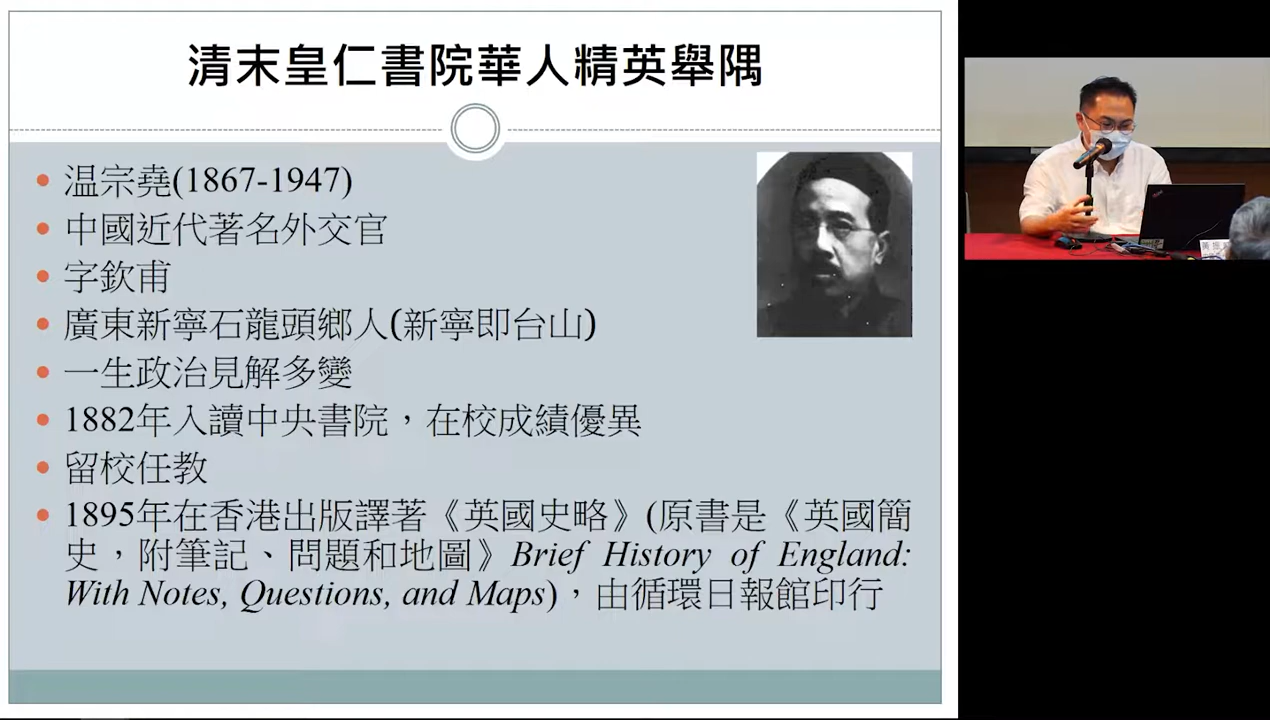 清末皇仁書院華人精英舉隅
温宗堯(1867-1947)
中國近代著名外交官
字欽甫
廣東新寧石龍頭鄉人(新寧即台山)
一生政治見解多變
1882年入讀中央書院，在校成績優異
留校任教
1895年在香港出版譯著《英國史略》(原書是《英國簡
史，附筆記、問題和地圖》Brief History of England:
With Notes, Questions, and Maps)，由循環日報館印行